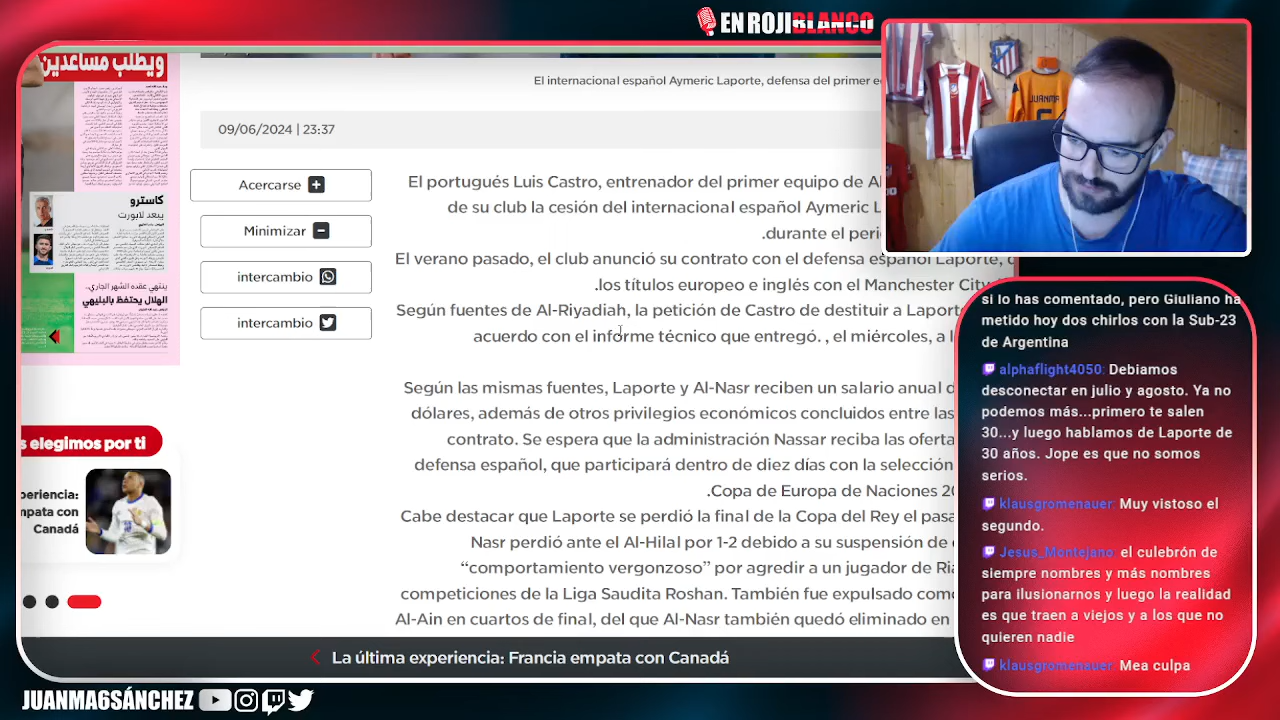 EN ROJIBLANCO
ويطلب مساعدين
El internacional español Aymeric Laporte, defensa del primer
09/06/2024 | 23:37
Acercarse
Minimizar
intercambio
intercambio
El portugués Luis Castro, entrenador del primer equipo de
de su club la cesión del internacional español Aymeric
.durante el
El verano pasado, el club anunció su contrato con el defensa español Laporte,
.los títulos europeo e inglés con el Manchester City
Según fuentes de Al-Riyadiah, la petición de Castro de destituir a Laporte
acuerdo con el informe técnico que entregó. , el miércoles, a
Según las mismas fuentes, Laporte y Al-Nasr reciben un salario anual
dólares, además de otros privilegios económicos concluidos entre las
contrato. Se espera que la administración Nassar reciba las
defensa español, que participará dentro de diez días con la selección
.Copa de Europa de Naciones
Cabe destacar que Laporte se perdió la final de la Copa del Rey el
Nasr perdió ante el Al-Hilal por 1-2 debido a su suspensión de
“comportamiento vergonzoso” por agredir a un jugador de
competiciones de la Liga Saudita Roshan. También fue expulsado
Al-Ain en cuartos de final, del que Al-Nasr también quedó eliminado en
كاسترو
يبعد لابورت
ينتهي عقده الشهر الجاري..
الهلال يحتفظ بالبليهي
elegimos por ti
con
Canadá
La última experiencia: Francia empata con Canadá
JUANMA
si lo has comentado, pero Giuliano ha
metido hoy dos chirlos con la Sub-23
de Argentina
alphaflight4050: Debiamos
desconectar en julio y agosto. Ya no
podemos más...primero te salen
30...y luego hablamos de Laporte de
30 años. Jope es que no somos
serios.
klausgromenauer: Muy vistoso el
segundo.
Jesus_Montejano: el culebrón de
siempre nombres y más nombres
para ilusionarnos y luego la realidad
es que traen a viejos y a los que no
quieren nadie
klausgromenauer: Mea culpa
JUANMA6SÁNCHEZ